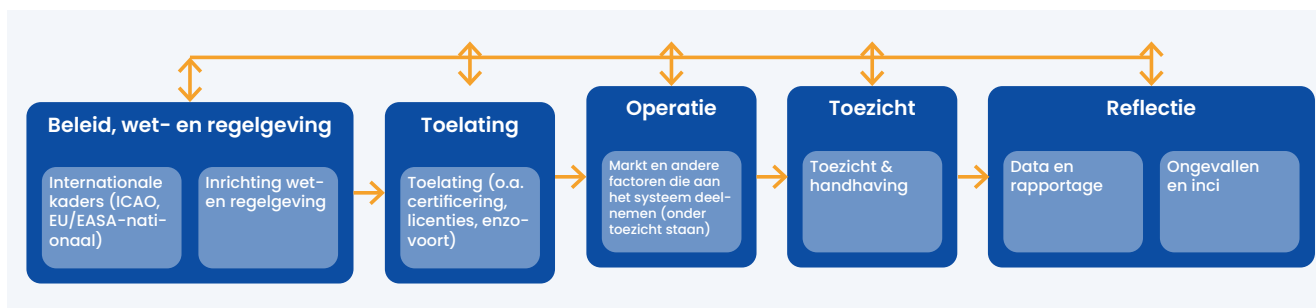 Beleid, wet- en regelgeving
Internationale
kaders (ICAO,
EU/EASA-nati-
onaal)
Inrichting wet-
en regelgeving
Toelating
Toelating (o.a.
certificering,
licenties, enzo-
voort)
Operatie
Markt en andere
factoren die aan
het systeem deel-
nemen (onder
toezicht staan)
Toezicht
Toezicht &
handhaving
Reflectie
Data en
rapportage
Ongevallen
en inci